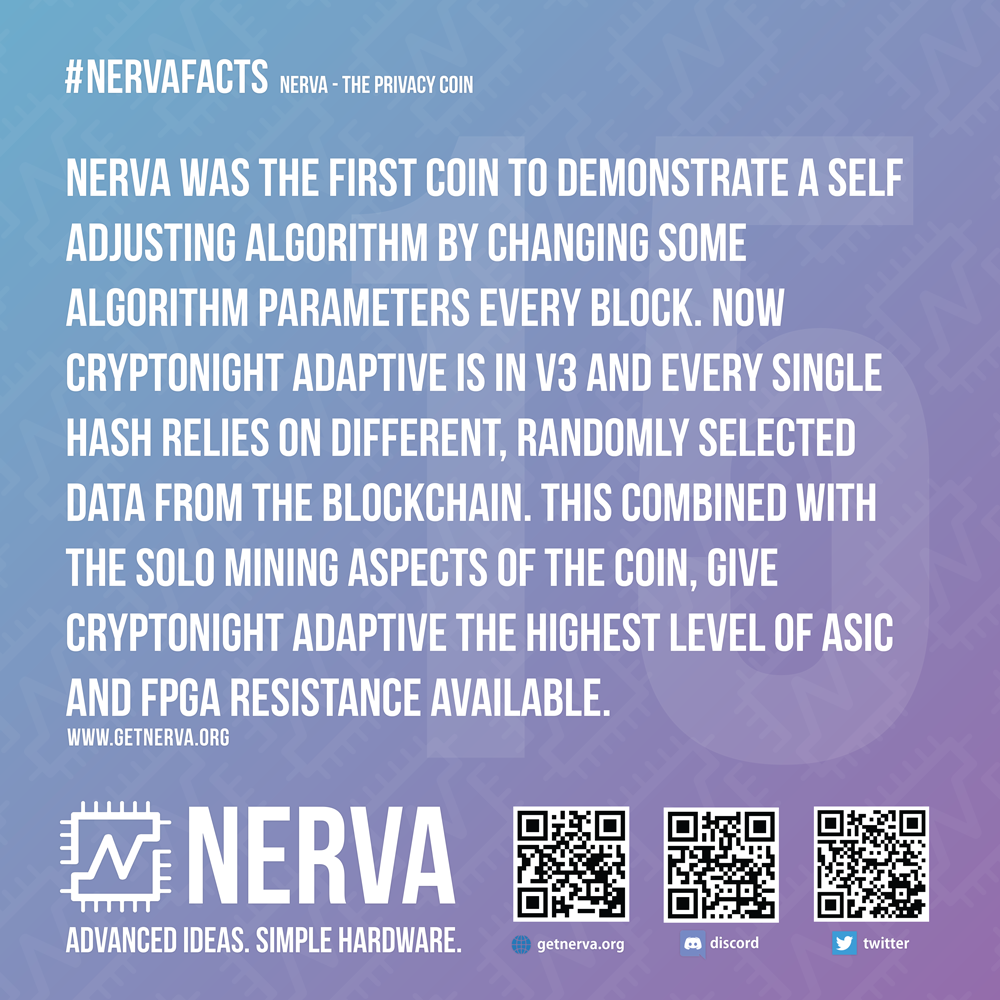 #NERVAFACTS NERVA - THE PRIVACY COIN
15
NERVA WAS THE FIRST COIN TO DEMONSTRATE A SELF
ADJUSTING ALGORITHM BY CHANGING SOME
ALGORITHM PARAMETERS EVERY BLOCK. NOW
CRYPTONIGHT ADAPTIVE IS IN V3 AND EVERY SINGLE
HASH RELIES ON DIFFERENT, RANDOMLY SELECTED
DATA FROM THE BLOCKCHAIN. THIS COMBINED WITH
THE SOLO MINING ASPECTS OF THE COIN, GIVE
CRYPTONIGHT ADAPTIVE THE HIGHEST LEVEL OF ASIC
AND FPGA RESISTANCE AVAILABLE.
WWW.GETNERVA.ORG
NERVA
ADVANCED IDEAS. SIMPLE HARDWARE.
getnerva.org
discord
twitter